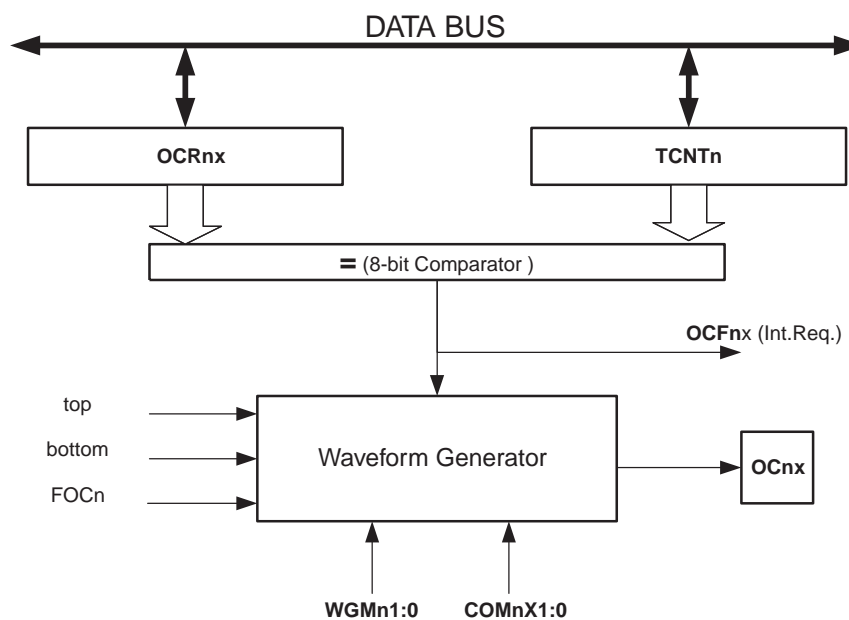 DATA BUS
OCRnx
TCNTn
= (8-bit Comparator )
OCFnx (Int.Req.)
top
bottom
FOCn
Waveform Generator
OCnx
WGMn1:0
COMnX1:0